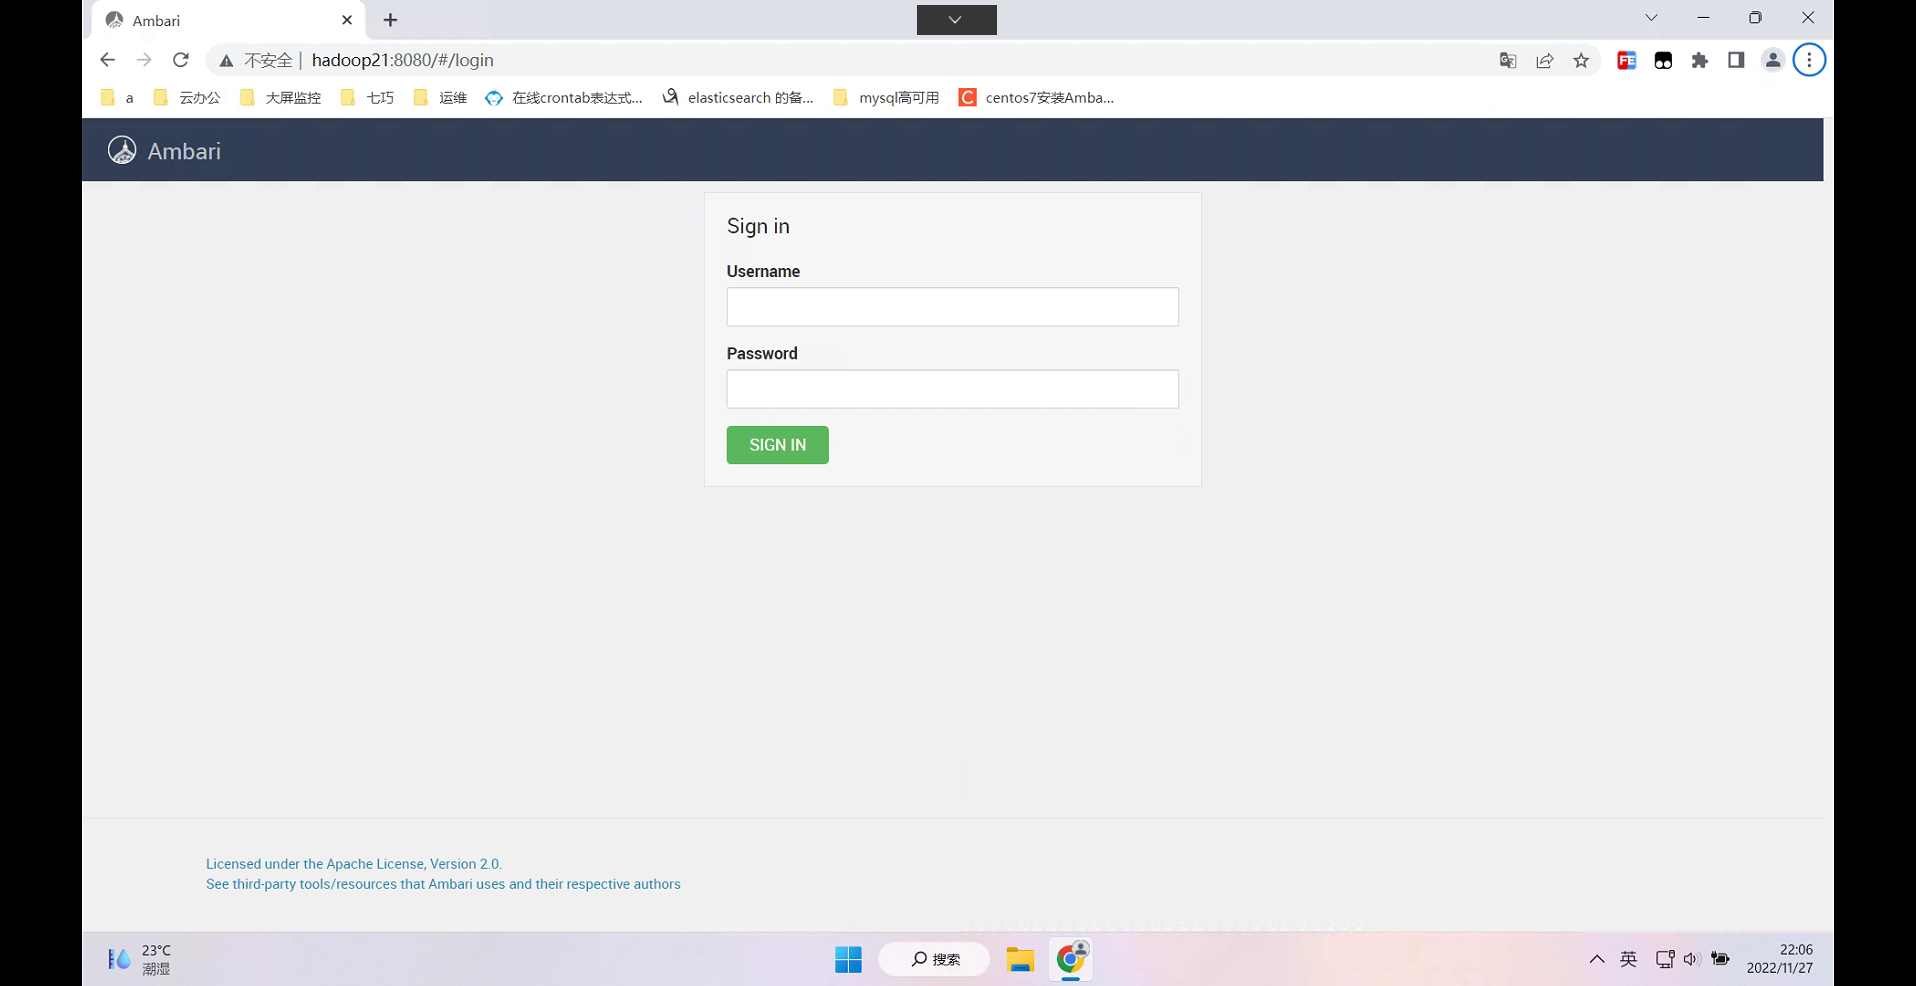 Ambari
不安全 | hadoop21:8080/#/login
a 云办公 大屏监控 七巧 运维 在线crontab表达式... elasticsearch 的备... mysql高可用 C centos7安装Amba...
Ambari
Sign in
Username
Password
SIGN IN
Licensed under the Apache License, Version 2.0.
See third-party tools/resources that Ambari uses and their respective authors
23°C
潮湿
搜索
英
22:06
2022/11/27